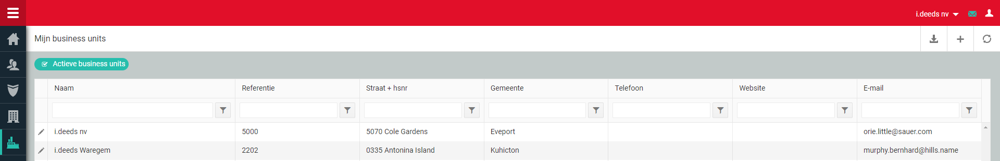 i.deeds nv
Mijn business units
Actieve business units
Naam Referentie Straat + hsnr Gemeente Telefoon Website E-mail
i.deeds nv 5000 5070 Cole Gardens Eveport orie.little@sauer.com
i.deeds Waregem 2202 0335 Antonina Island Kuhicton murphy.bernhard@hills.name